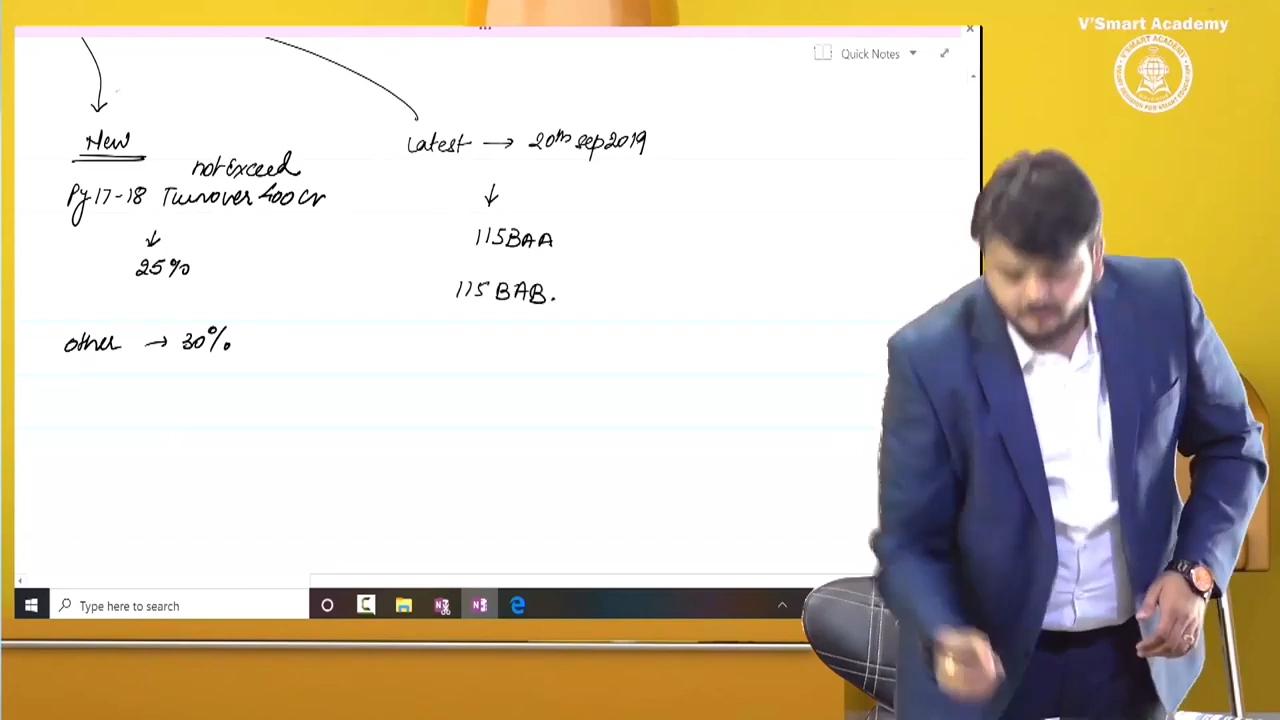 V'Smart Academy
Quick Notes
New
Latest → 20th sep 2019
not Exceed
Py 17-18 Turnover 400 Cr
25%
115BAA
115 BAB.
other → 30%
Type here to search